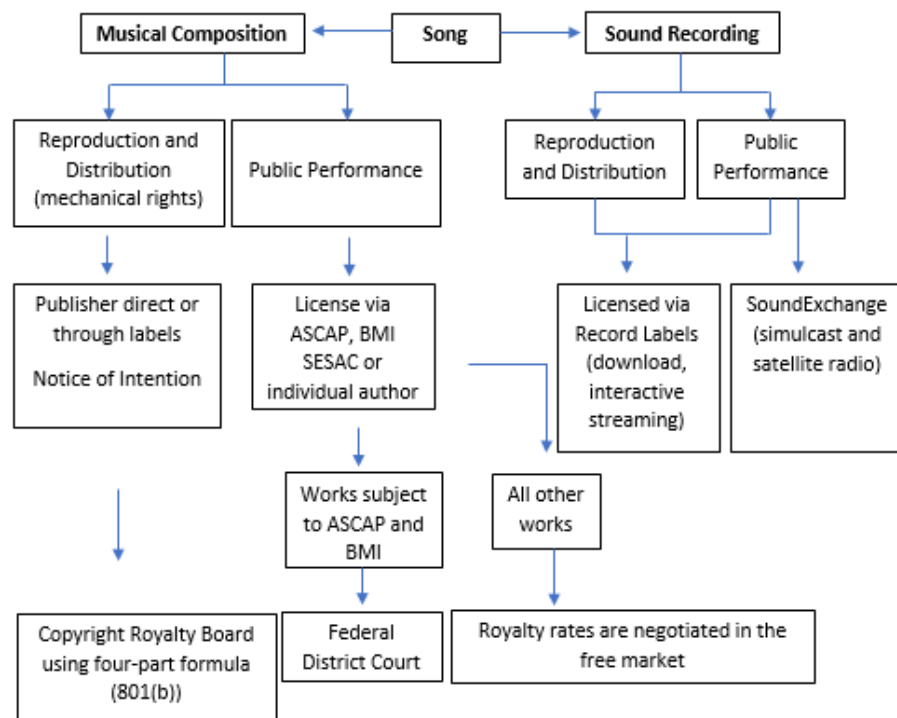 Musical Composition
Song
Sound Recording
Reproduction and
Distribution
(mechanical rights)
Public Performance
Reproduction
and Distribution
Public
Performance
Publisher direct or
through labels
Notice of Intention
License via
ASCAP, BMI
SESAC or
individual author
Licensed via
Record Labels
(download,
interactive
streaming)
SoundExchange
(simulcast and
satellite radio)
Works subject
to ASCAP and
BMI
All other
works
Copyright Royalty Board
using four-part formula
(801(b))
Federal
District Court
Royalty rates are negotiated in the
free market